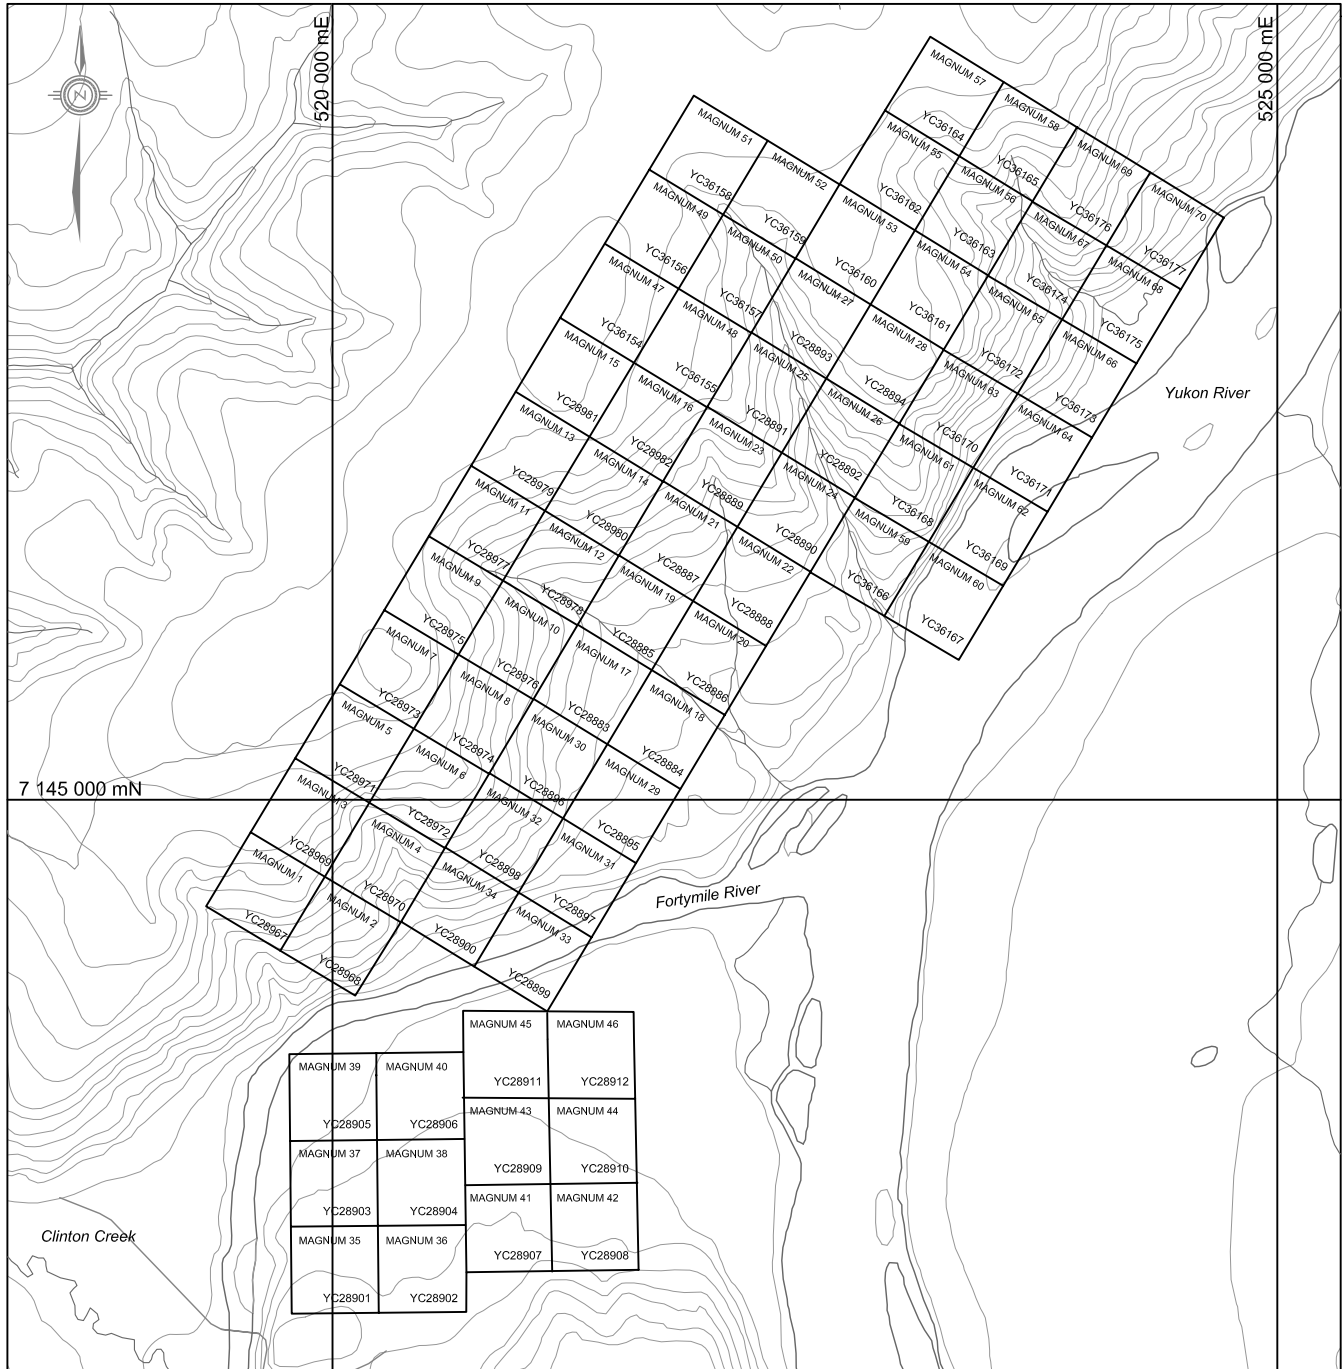 N
520 000 mE
525 000 mE
MAGNUM 57
MAGNUM 58
YC36164
MAGNUM 69
MAGNUM 51
MAGNUM 55
YC36165
MAGNUM 70
MAGNUM 52
MAGNUM 56
YC36176
YC36158
YC36162
MAGNUM 67
MAGNUM 49
MAGNUM 53
YC36159
YC36163
YC36177
MAGNUM 50
MAGNUM 54
MAGNUM 68
YC36156
YC36160
YC36174
MAGNUM 47
MAGNUM 27
MAGNUM 65
YC36157
YC36161
YC36175
MAGNUM 48
MAGNUM 28
MAGNUM 66
YC36154
YC28893
YC36172
MAGNUM 15
MAGNUM 25
MAGNUM 63
YC36155
YC28894
YC36173
MAGNUM 16
MAGNUM 26
MAGNUM 64
Yukon River
YC28981
YC28891
YC36170
MAGNUM 13
MAGNUM 23
MAGNUM 61
YC28982
YC28892
YC36171
MAGNUM 14
MAGNUM 24
MAGNUM 62
YC28979
YC28889
YC36168
MAGNUM 11
MAGNUM 21
MAGNUM 59
YC28980
YC28890
YC36169
MAGNUM 12
MAGNUM 22
MAGNUM 60
YC28977
YC28887
YC36166
MAGNUM 9
MAGNUM 19
YC28978
YC28888
YC36167
MAGNUM 10
MAGNUM 20
YC28975
YC28885
MAGNUM 7
MAGNUM 17
YC28976
YC28886
MAGNUM 8
MAGNUM 18
YC28973
YC28883
MAGNUM 5
MAGNUM 30
YC28974
YC28884
MAGNUM 6
MAGNUM 29
YC28971
YC28896
7 145 000 mN
MAGNUM 3
MAGNUM 32
YC28972
YC28895
MAGNUM 4
MAGNUM 31
YC28969
YC28898
MAGNUM 1
MAGNUM 34
YC28970
YC28897
Fortymile River
MAGNUM 2
MAGNUM 33
YC28967
YC28900
YC28968
YC28899
MAGNUM 45 MAGNUM 46
MAGNUM 39 MAGNUM 40
YC28911 YC28912
MAGNUM 43 MAGNUM 44
YC28905 YC28906
MAGNUM 37 MAGNUM 38
YC28909 YC28910
MAGNUM 41 MAGNUM 42
YC28903 YC28904
Clinton Creek
MAGNUM 35 MAGNUM 36
YC28907 YC28908
YC28901 YC28902